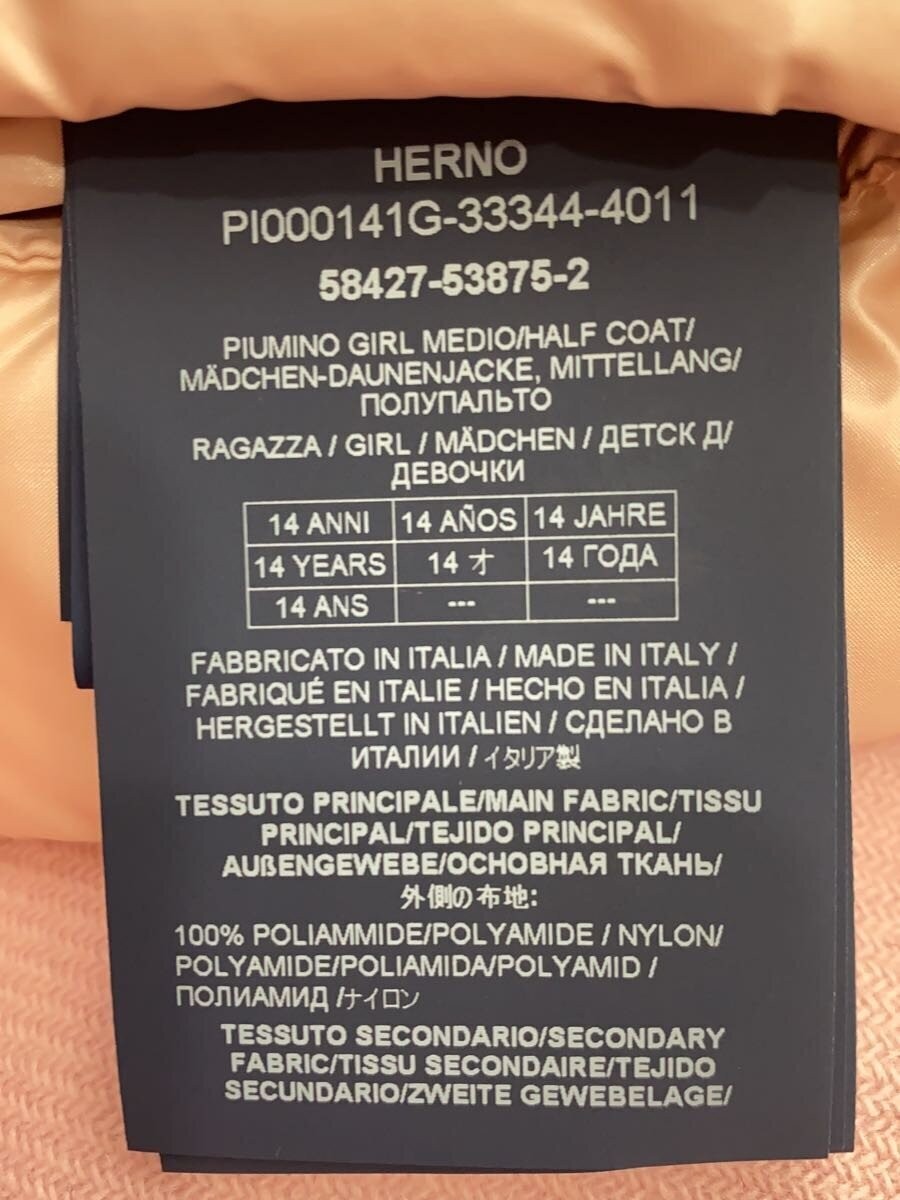 HERNO
PI000141G-33344-4011
58427-53875-2
PIUMINO GIRL MEDIO/HALF COAT/
MÄDCHEN-DAUNENJACKE, MITTELLANG/
ПОЛУПАЛЬТО
RAGAZZA / GIRL / MÄDCHEN / ДЕТСК Д/
ДЕВОЧКИ
14 ANNI 14 AÑOS 14 JAHRE
14 YEARS 14 才 14 ГОДА
14 ANS --- ---
FABBRICATO IN ITALIA / MADE IN ITALY /
FABRIQUÉ EN ITALIE / HECHO EN ITALIA /
HERGESTELLT IN ITALIEN / СДЕЛАНО В
ИТАЛИИ / イタリア製
TESSUTO PRINCIPALE/MAIN FABRIC/TISSU
PRINCIPAL/TEJIDO PRINCIPAL/
AUßENGEWEBE/ОСНОВНАЯ ТКАНЬ/
外側の布地:
100% POLIAMMIDE/POLYAMIDE / NYLON/
POLYAMIDE/POLIAMIDA/POLYAMID /
ПОЛИАМИД /ナイロン
TESSUTO SECONDARIO/SECONDARY
FABRIC/TISSU SECONDAIRE/TEJIDO
SECUNDARIO/ZWEITE GEWEBELAGE/